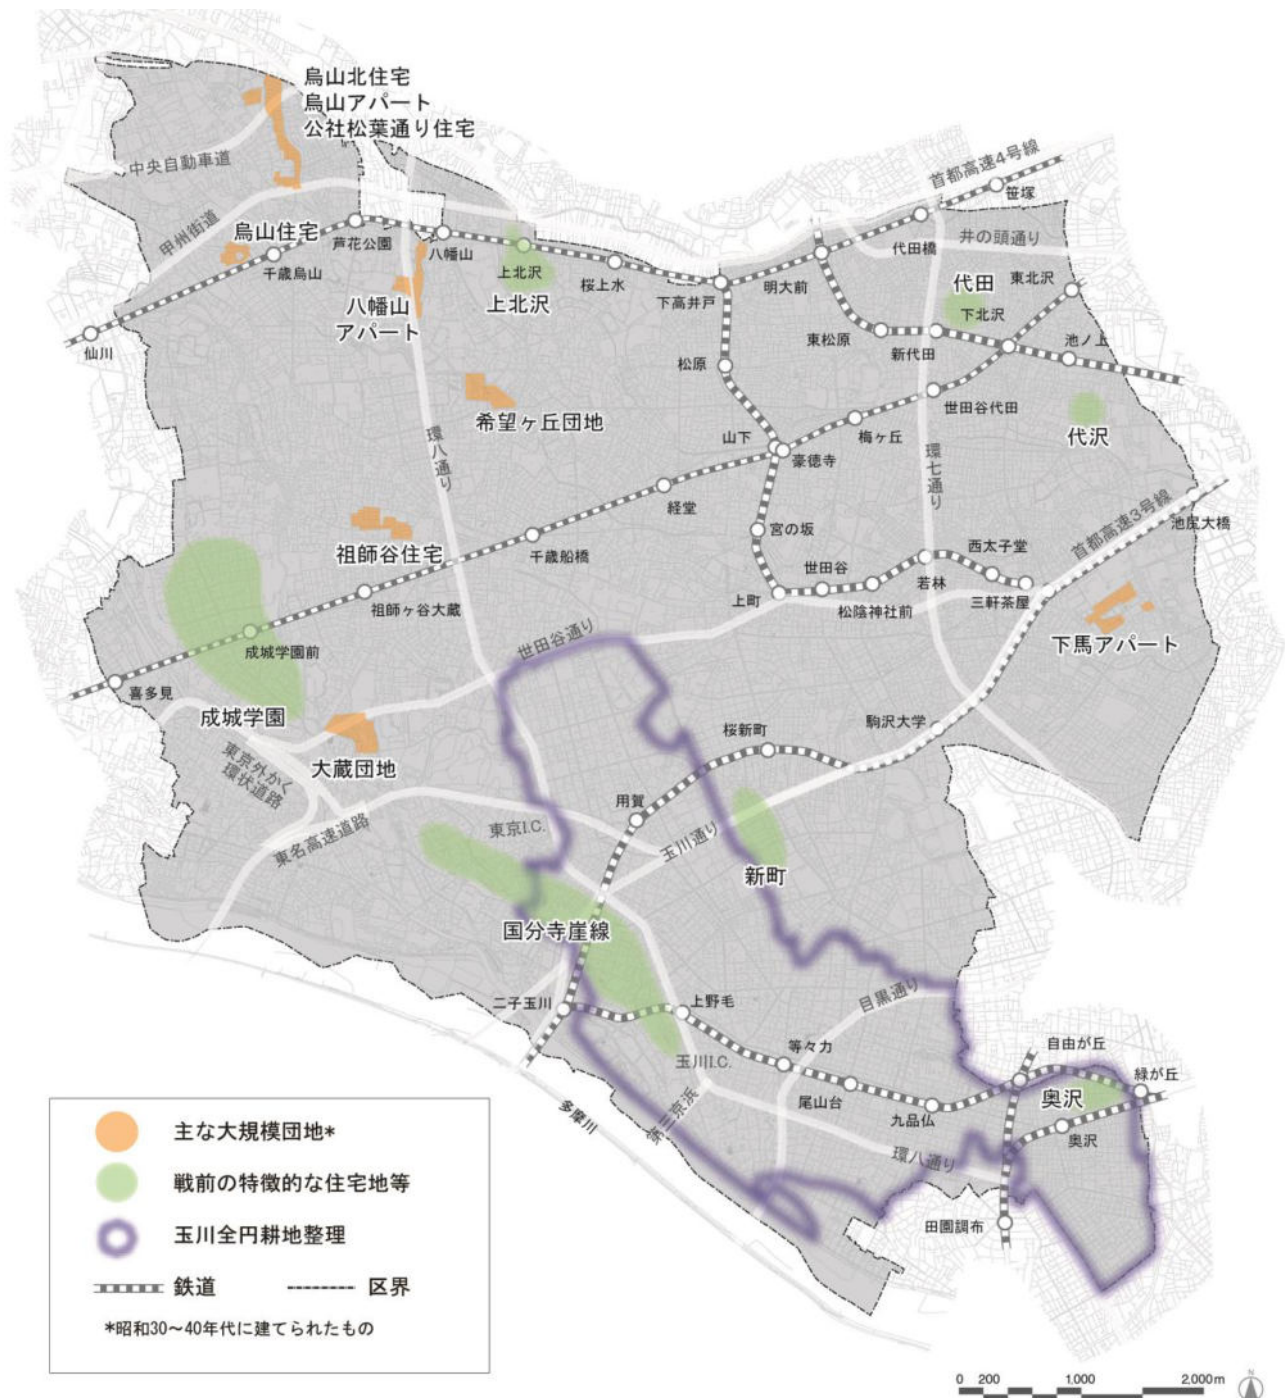 烏山北住宅
烏山アパート
公社松葉通り住宅
中央自動車道
首都高速4号線
笹塚
甲州街道
烏山住宅
芦花公園
八幡山
千歳烏山
上北沢
桜上水
下高井戸
明大前
代田橋
井の頭通り
代田
東北沢
下北沢
仙川
八幡山
アパート
上北沢
松原
東松原
新代田
池ノ上
希望ヶ丘団地
世田谷代田
代沢
梅ヶ丘
山下
豪徳寺
環八通り
環七通り
経堂
首都高速3号線
池尻大橋
祖師谷住宅
千歳船橋
宮の坂
西太子堂
世田谷
若林
祖師ヶ谷大蔵
上町
松陰神社前
三軒茶屋
下馬アパート
世田谷通り
成城学園前
喜多見
成城学園
桜新町
駒沢大学
大蔵団地
東京外かく
環状道路
用賀
東京I.C.
東名高速道路
玉川通り
新町
国分寺崖線
二子玉川
上野毛
目黒通り
等々力
自由が丘
玉川I.C.
緑が丘
奥沢
尾山台
九品仏
奥沢
多摩川
第三京浜
環八通り
田園調布
主な大規模団地*
戦前の特徴的な住宅地等
玉川全円耕地整理
鉄道
区界
*昭和30～40年代に建てられたもの
0 200 1,000 2,000m
N